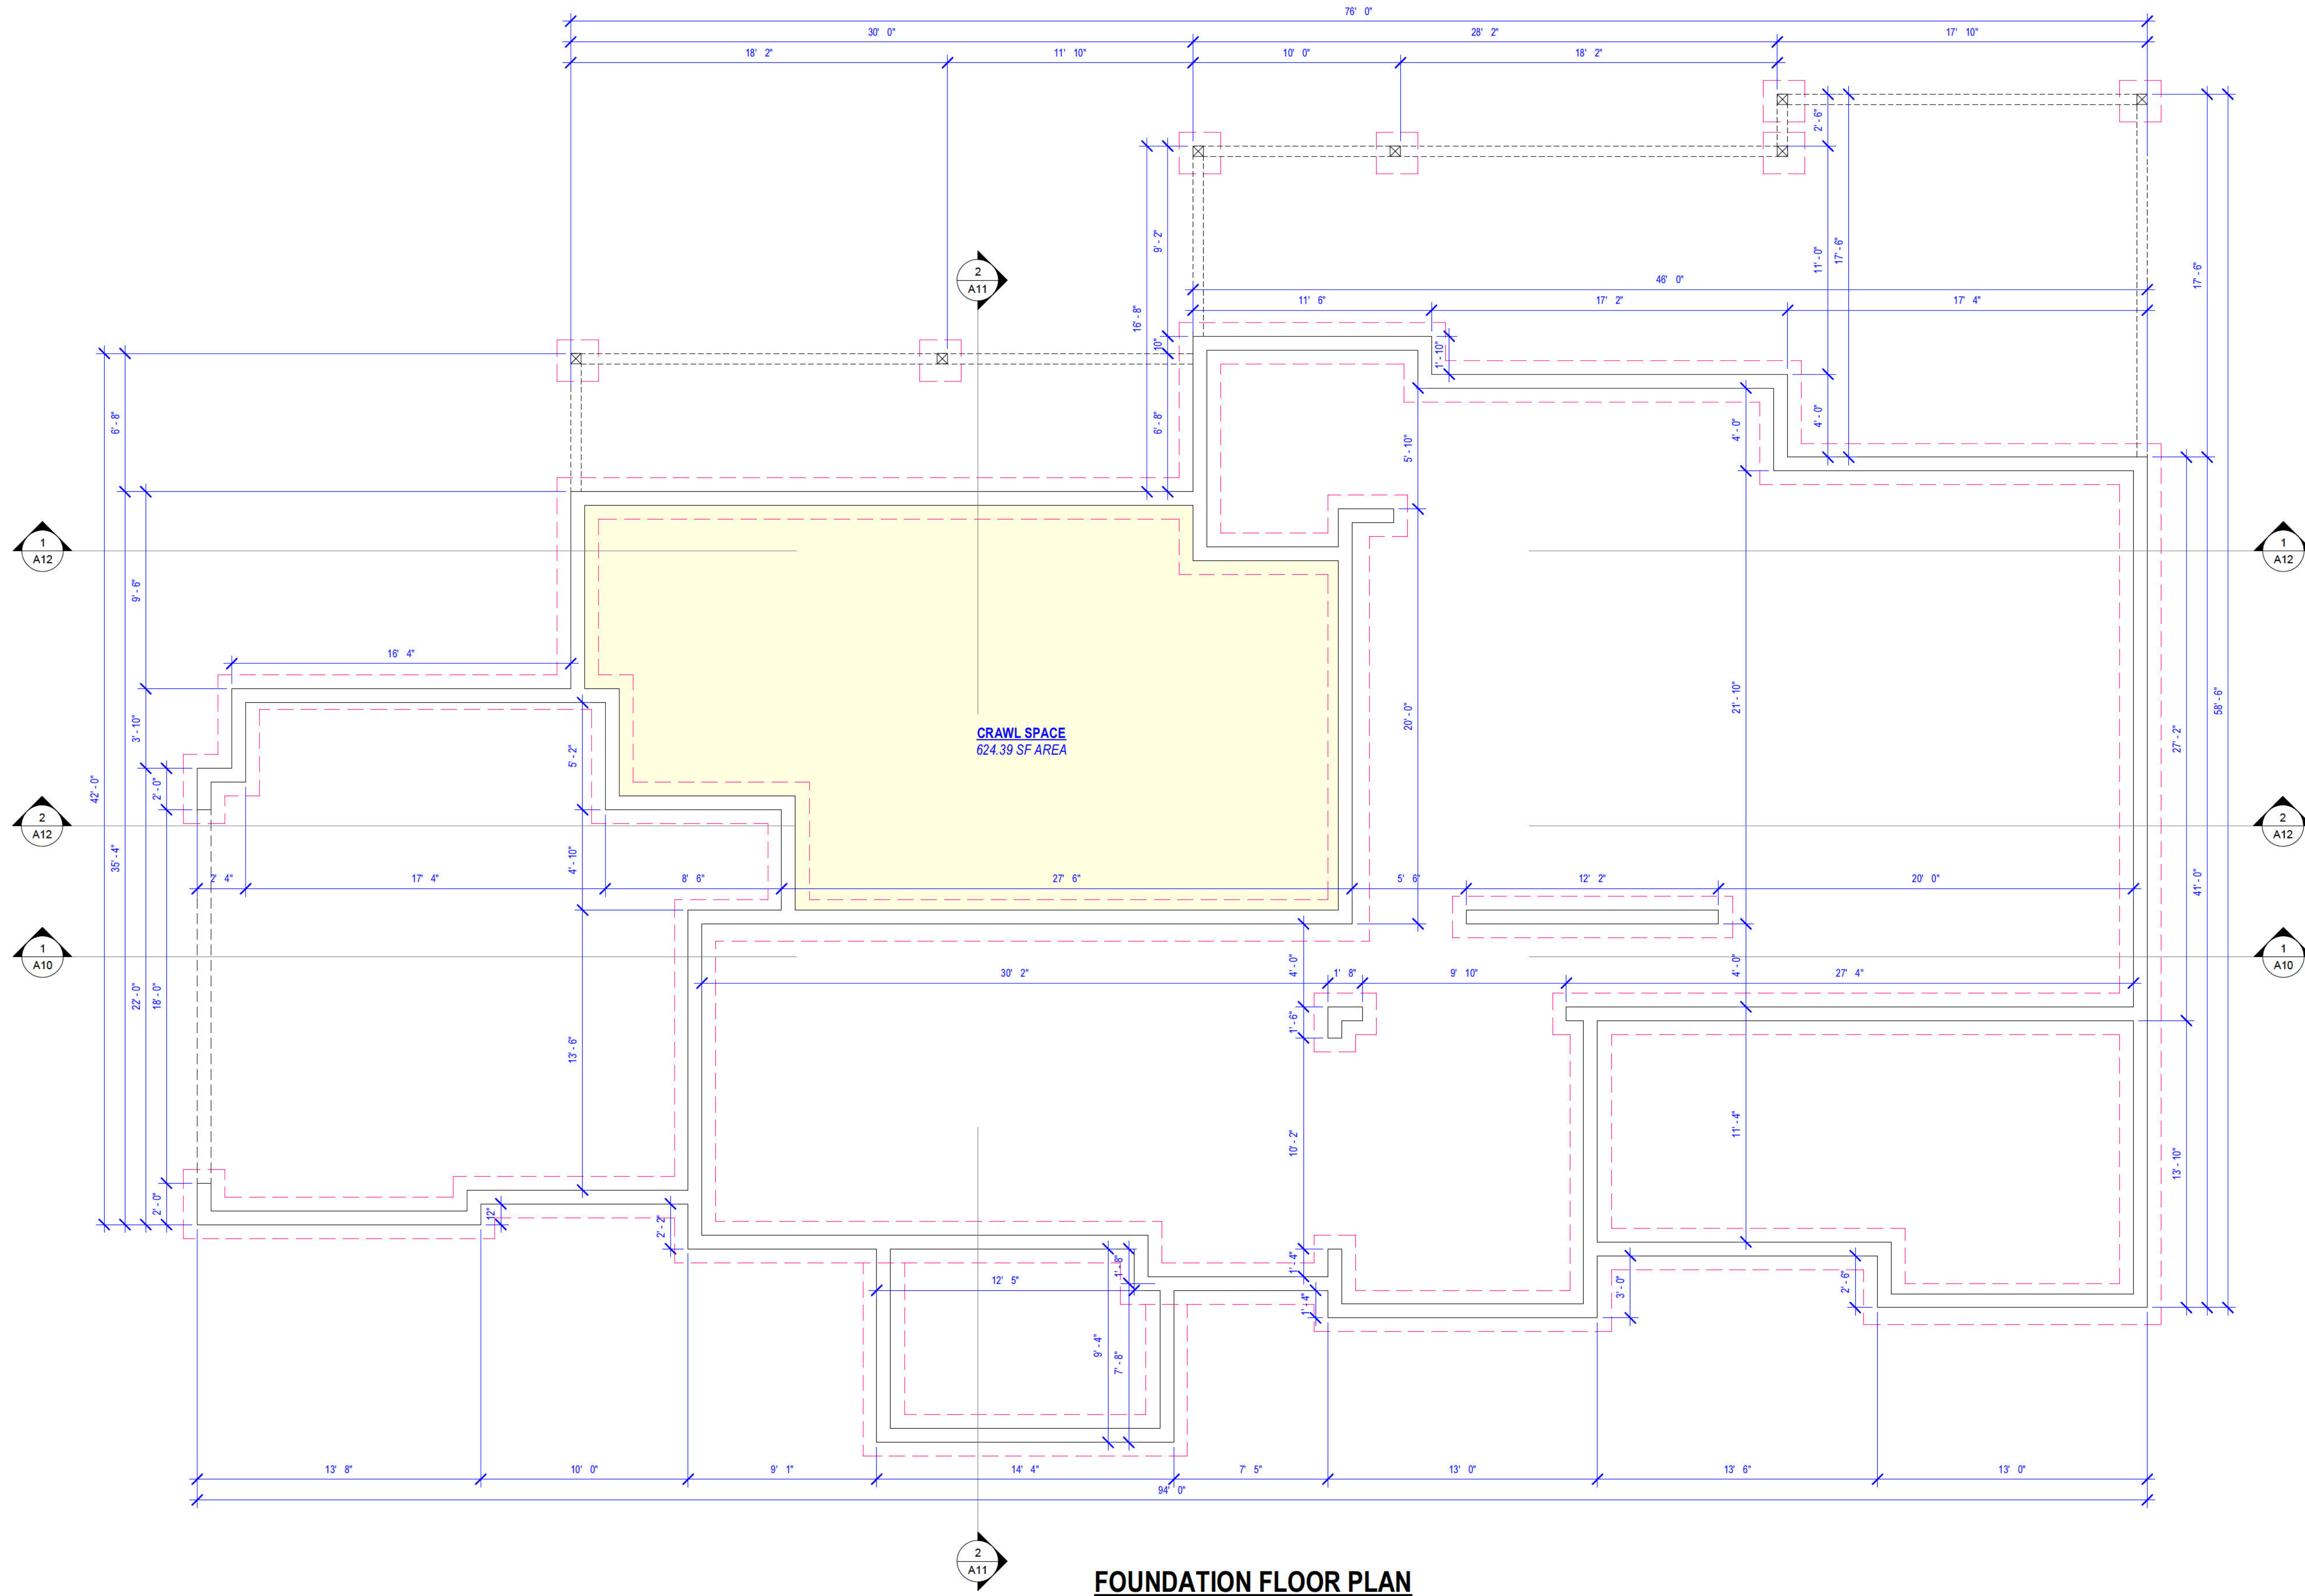 76' 0"
30' 0"
28' 2"
17' 10"
18' 2"
11' 10"
10' 0"
18' 2"
2' - 6"
9' - 2"
11' - 0"
17' - 6"
17' - 6"
2
A11
46' 0"
16' - 8"
11' 6"
17' 2"
17' 4"
10"
1' - 10"
6' - 8"
6' - 8"
4' - 0"
4' - 0"
5' - 10"
1
A12
1
A12
9' - 6"
16' 4"
21' - 10"
58' - 6"
3' - 10"
20' - 0"
27' - 2"
CRAWL SPACE
624.39 SF AREA
5' - 2"
42' - 0"
2' - 0"
2
A12
2
A12
35' - 4"
4' - 10"
2' 4"
17' 4"
8' 6"
27' 6"
5' 6"
12' 2"
20' 0"
41' - 0"
1
A10
1
A10
4' - 0"
4' - 0"
30' 2"
1' 8"
9' 10"
27' 4"
22' - 0"
18' - 0"
1' - 6"
13' - 6"
11' - 4"
10' - 2"
13' - 10"
2' - 0"
12"
2' - 2"
1' - 8"
1' - 4"
12' 5"
3' - 0"
2' - 6"
1' - 4"
9' - 4"
7' - 8"
13' 8"
10' 0"
9' 1"
14' 4"
7' 5"
13' 0"
13' 6"
13' 0"
94' 0"
2
A11
FOUNDATION FLOOR PLAN